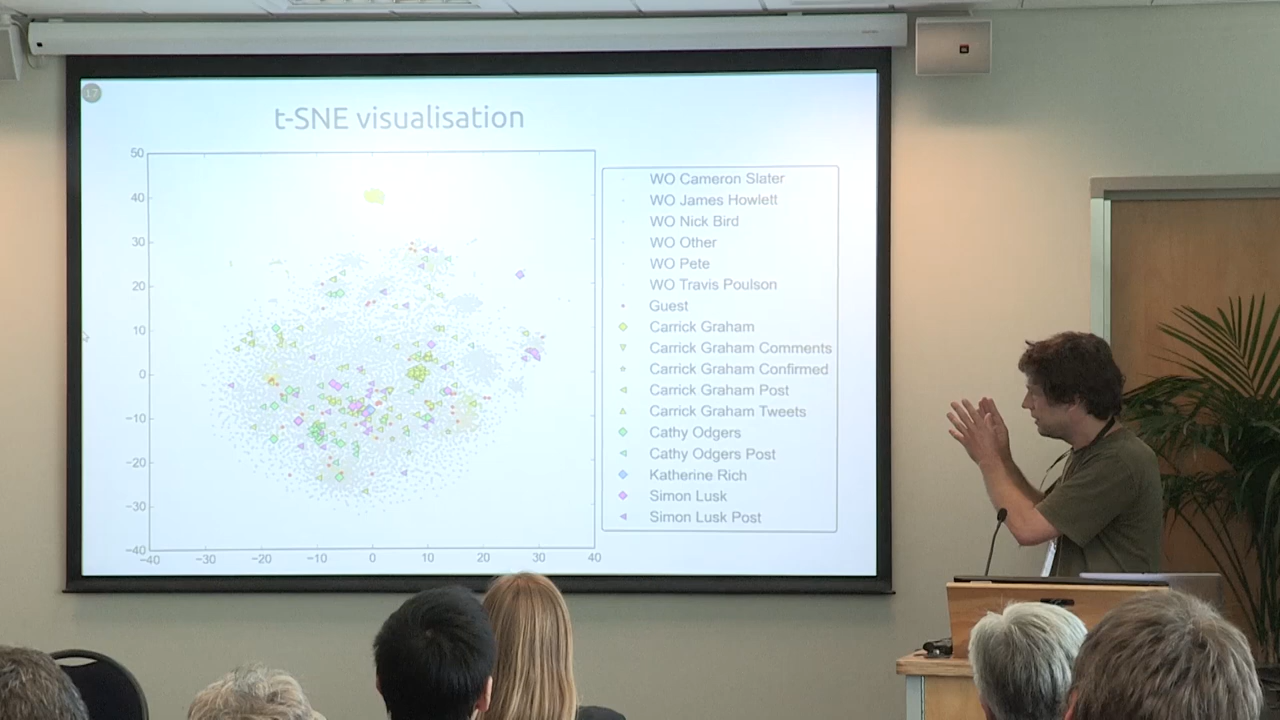 17
t-SNE visualisation
50
40
30
20
10
0
−10
−20
−30
−40
−40 −30 −20 −10 0 10 20 30 40
WO Cameron Slater
WO James Howlett
WO Nick Bird
WO Other
WO Pete
WO Travis Poulson
Guest
Carrick Graham
Carrick Graham Comments
Carrick Graham Confirmed
Carrick Graham Post
Carrick Graham Tweets
Cathy Odgers
Cathy Odgers Post
Katherine Rich
Simon Lusk
Simon Lusk Post